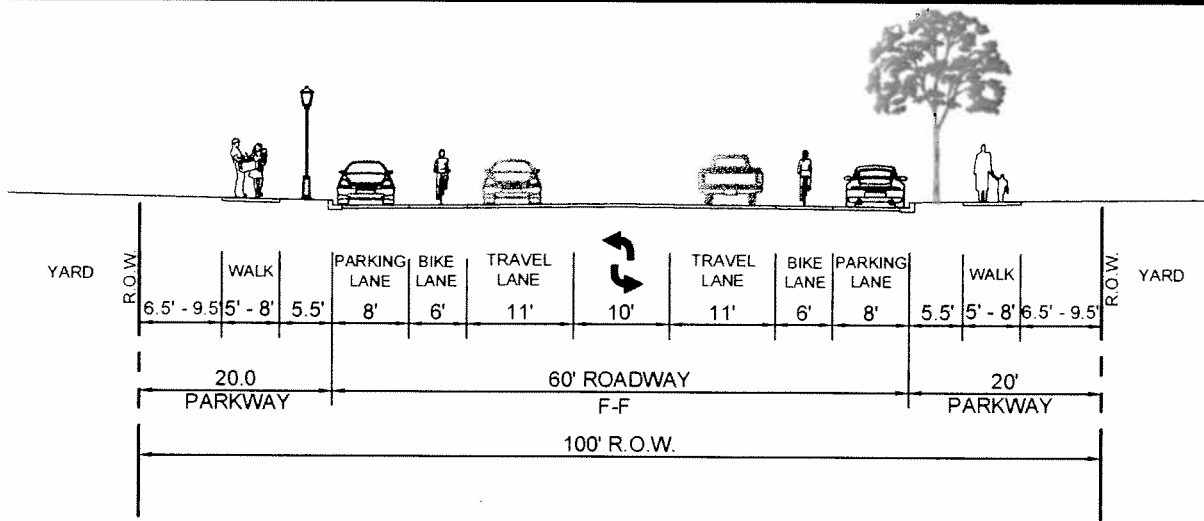 YARD
R.O.W.
WALK
PARKING
LANE
BIKE
LANE
TRAVEL
LANE
TRAVEL
LANE
BIKE
LANE
PARKING
LANE
WALK
R.O.W.
YARD
6.5' - 9.5' 5' - 8' 5.5' 8' 6' 11' 10' 11' 6' 8' 5.5' 5' - 8' 6.5' - 9.5'
20.0
PARKWAY
60' ROADWAY
F-F
20'
PARKWAY
100' R.O.W.